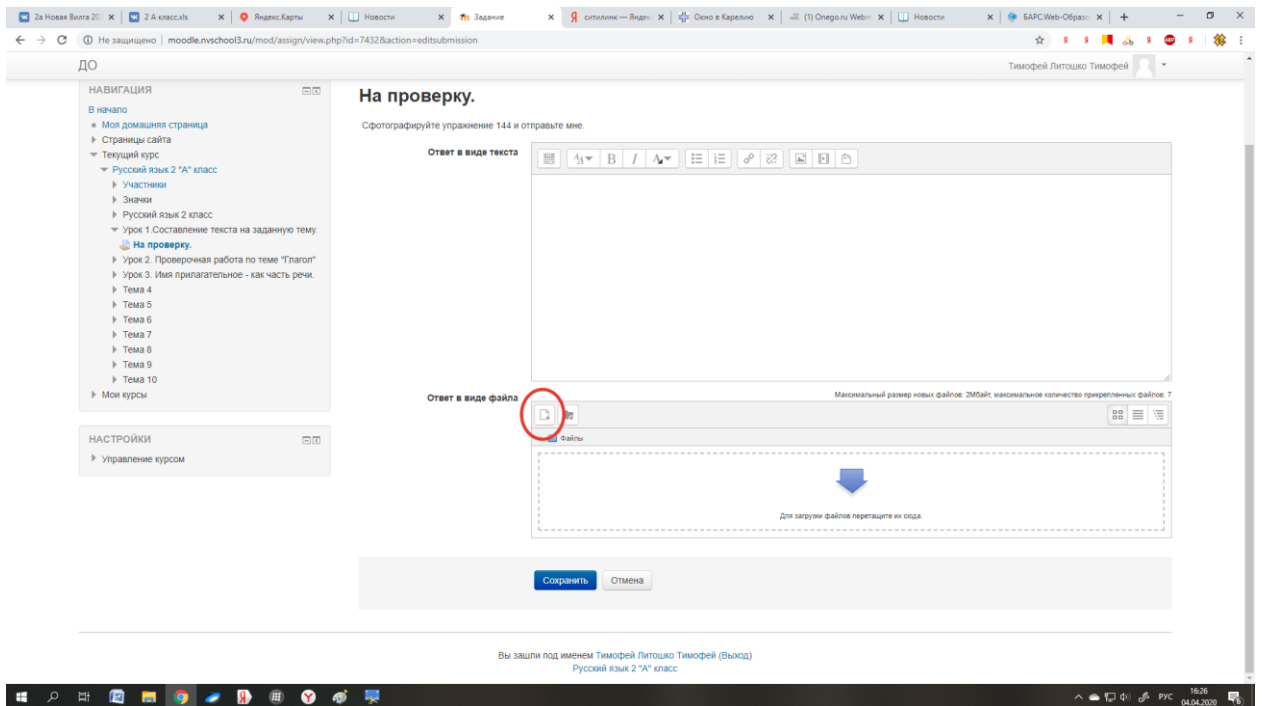 2а Новая Вилга 20
2 А класс.xls
Яндекс.Карты
Новости
Задание
ситилинк — Яндекс
Окно в Карелию
(1) Onego.ru Webm
Новости
БАРС.Web-Образо
Не защищено | moodle.nvschool3.ru/mod/assign/view.php?id=7432&action=editsubmission
ДО
Тимофей Литошко Тимофей
НАВИГАЦИЯ
В начало
Моя домашняя страница
Страницы сайта
Текущий курс
Русский язык 2 "А" класс
Участники
Значки
Русский язык 2 класс
Урок 1.Составление текста на заданную тему.
На проверку.
Урок 2. Проверочная работа по теме "Глагол"
Урок 3. Имя прилагательное - как часть речи.
Тема 4
Тема 5
Тема 6
Тема 7
Тема 8
Тема 9
Тема 10
Мои курсы
НАСТРОЙКИ
Управление курсом
На проверку.
Сфотографируйте упражнение 144 и отправьте мне.
Ответ в виде текста
Ответ в виде файла
Максимальный размер новых файлов: 2Мбайт, максимальное количество прикрепленных файлов: 7
Файлы
Для загрузки файлов перетащите их сюда.
Сохранить
Отмена
Вы зашли под именем Тимофей Литошко Тимофей (Выход)
Русский язык 2 "А" класс
РУС
16:26
04.04.2020